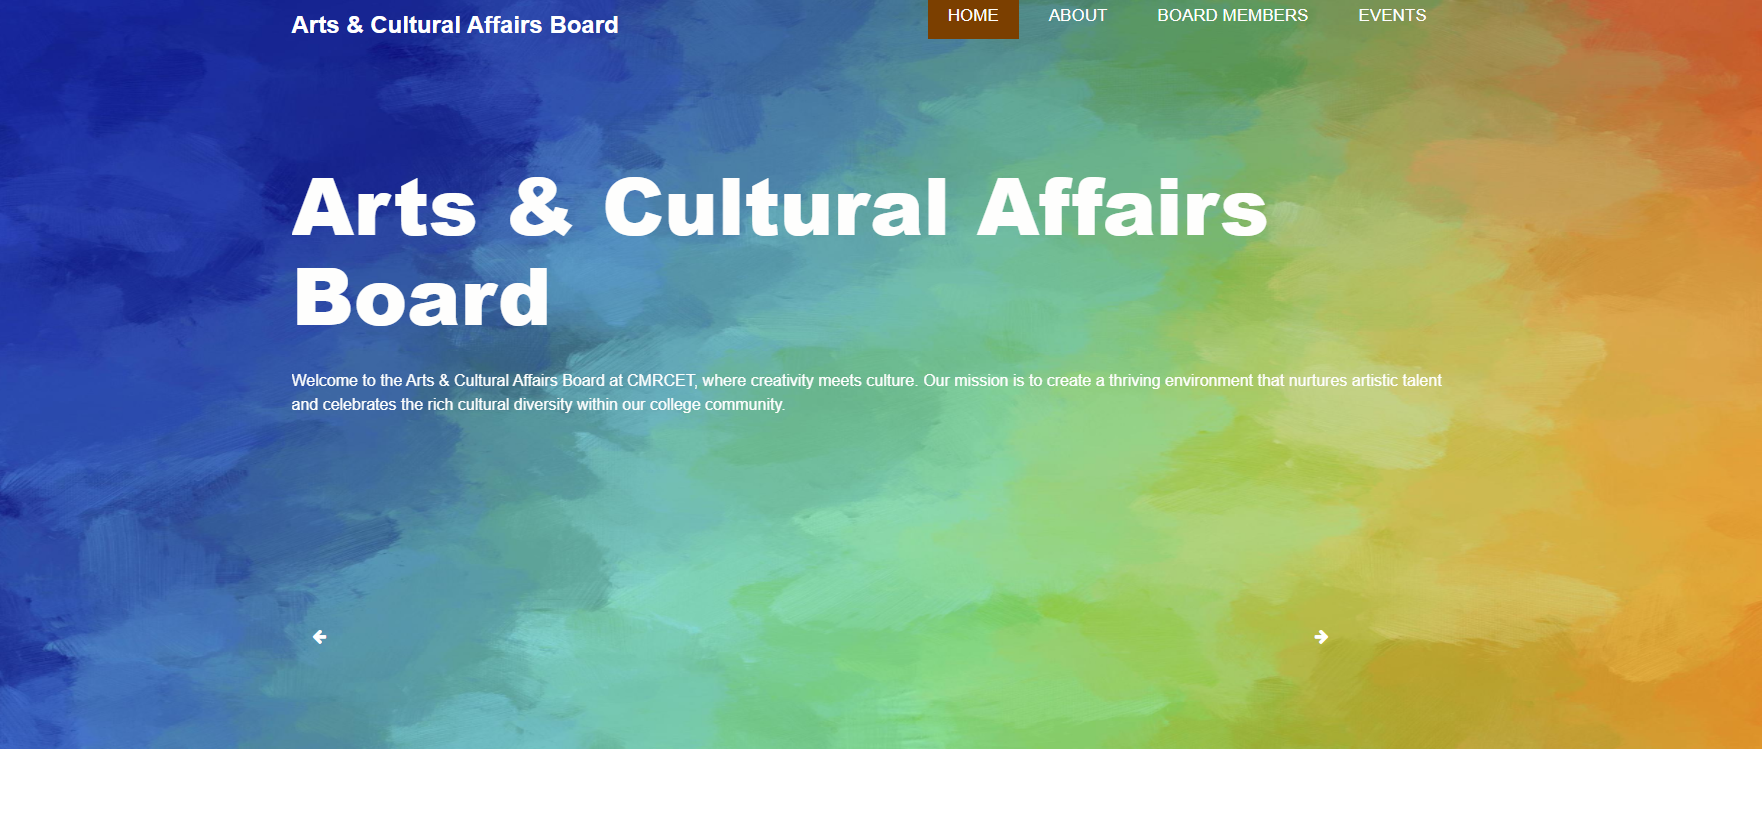 Arts & Cultural Affairs Board
HOME
ABOUT
BOARD MEMBERS
EVENTS
Arts & Cultural Affairs
Board
Welcome to the Arts & Cultural Affairs Board at CMRCET, where creativity meets culture. Our mission is to create a thriving environment that nurtures artistic talent
and celebrates the rich cultural diversity within our college community.